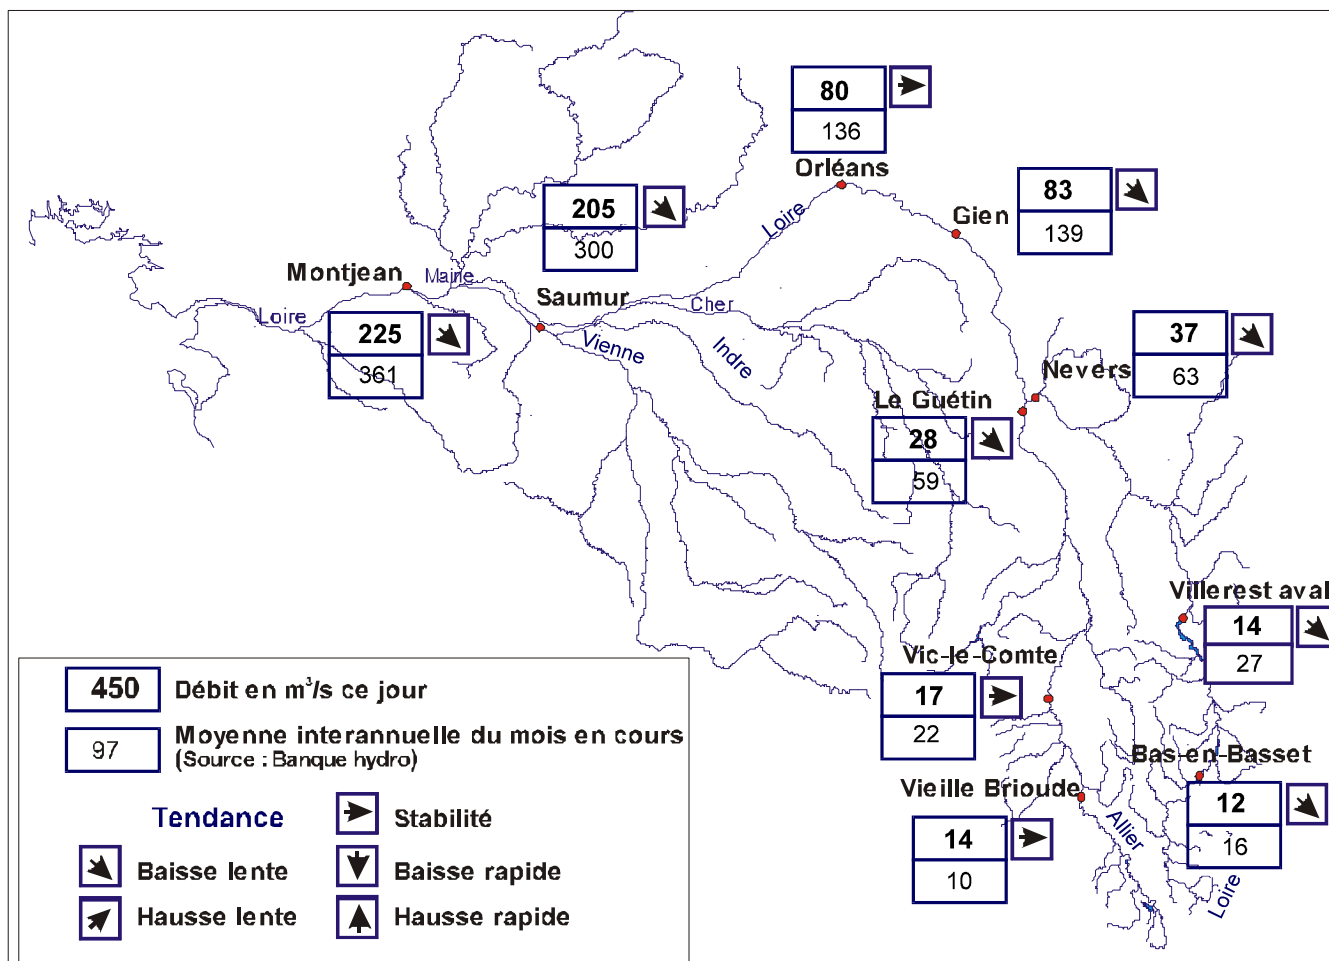 80
136
Orléans
83
139
Gien
205
300
Loire
Montjean
Maine
Saumur
Cher
Loire
225
361
Vienne
Indre
37
63
Nevers
Le Guétin
28
59
Villerest aval
14
27
Vic-le-Comte
17
22
Bas-en-Basset
12
16
Vieille Brioude
14
10
Allier
Loire
450 Débit en m³/s ce jour
97 Moyenne interannuelle du mois en cours
(Source : Banque hydro)
Tendance
Stabilité
Baisse lente
Baisse rapide
Hausse lente
Hausse rapide